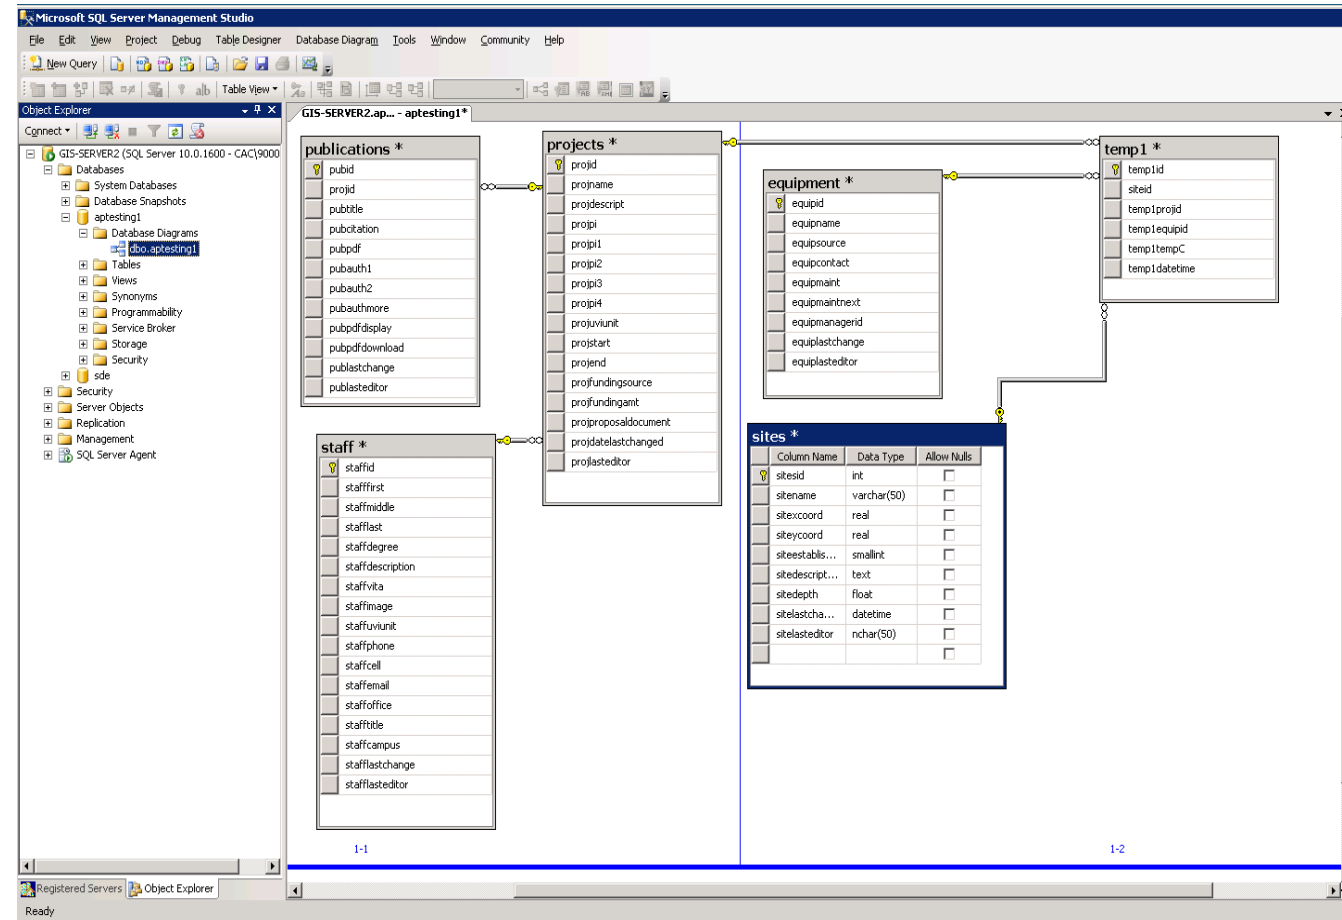 Microsoft SQL Server Management Studio
File Edit View Project Debug Table Designer Database Diagram Tools Window Community Help
New Query
Table View
Object Explorer
GIS-SERVER2.ap... - aptesting1*
Connect
GIS-SERVER2 (SQL Server 10.0.1600 - CAC\9000
Databases
System Databases
Database Snapshots
aptesting1
Database Diagrams
dbo.aptesting1
Tables
Views
Synonyms
Programmability
Service Broker
Storage
Security
sde
Security
Server Objects
Replication
Management
SQL Server Agent
publications *
pubid
projid
pubtitle
pubcitation
pubpdf
pubauth1
pubauth2
pubauthmore
pubpdfdisplay
pubpdfdownload
publastchange
publasteditor
projects *
projid
projname
projdescript
projpi
projpi1
projpi2
projpi3
projpi4
projuviunit
projstart
projend
projfundingsource
projfundingamt
projproposaldocument
projdatelastchanged
projlasteditor
staff *
staffid
stafffirst
staffmiddle
stafflast
staffdegree
staffdescription
staffvita
staffimage
staffuviunit
staffphone
staffcell
staffemail
staffoffice
stafftitle
staffcampus
stafflastchange
stafflasteditor
equipment *
equipid
equipname
equipsource
equipcontact
equipmaint
equipmaintnext
equipmanagerid
equiplastchange
equiplasteditor
temp1 *
temp1id
siteid
temp1projid
temp1equipid
temp1tempC
temp1datetime
sites *
Column Name Data Type Allow Nulls
sitesid int
sitename varchar(50)
sitexcoord real
siteycoord real
siteestablis... smallint
sitedescript... text
sitedepth float
sitelastcha... datetime
sitelasteditor nchar(50)
1-1
1-2
Registered Servers Object Explorer
Ready